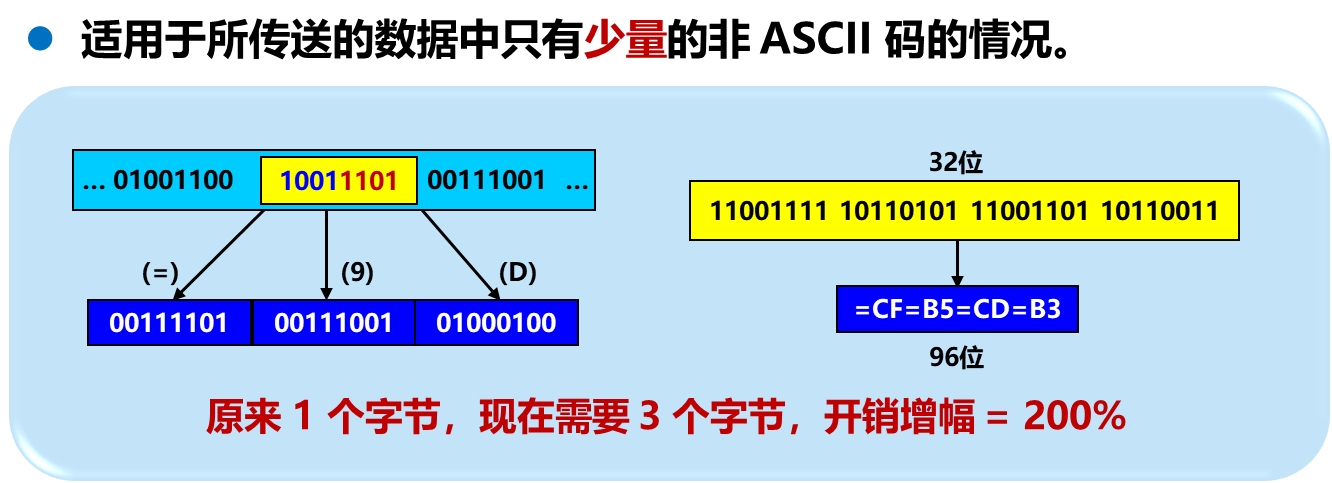 适用于所传送的数据中只有少量的非 ASCII 码的情况。
... 01001100 10011101 00111001 ...
(=) (9) (D)
00111101 00111001 01000100
32位
11001111 10110101 11001101 10110011
=CF=B5=CD=B3
96位
原来 1 个字节，现在需要 3 个字节，开销增幅 = 200%